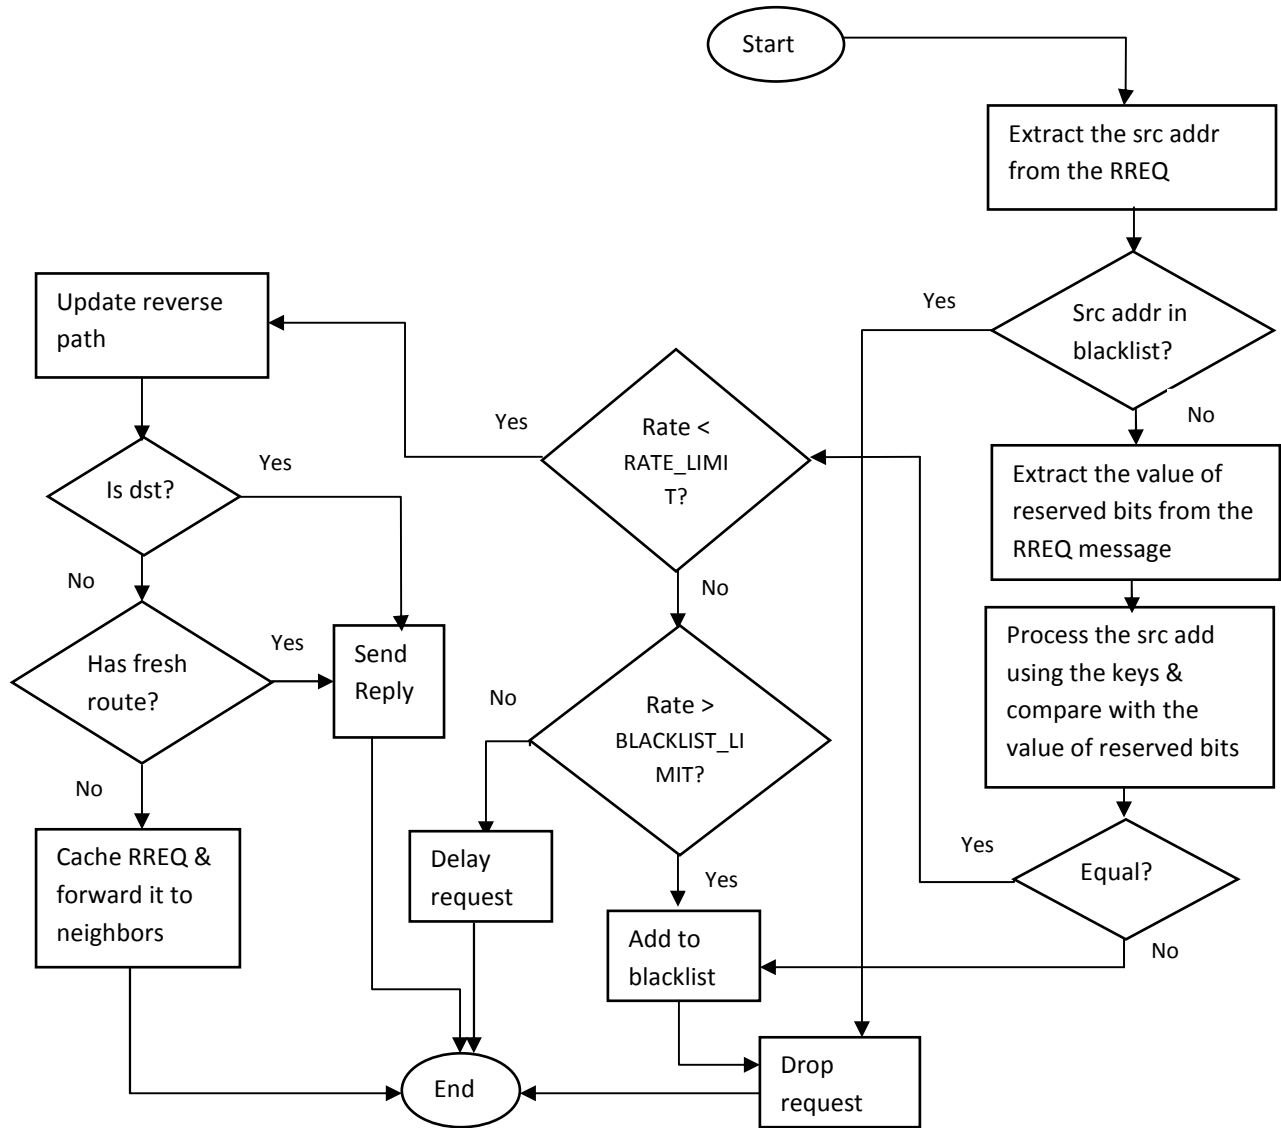 Start
Extract the src addr
from the RREQ
Src addr in
blacklist?
Yes
No
Extract the value of
reserved bits from the
RREQ message
Process the src add
using the keys &
compare with the
value of reserved bits
Equal?
Yes
No
Rate <
RATE_LIMI
T?
Yes
No
Rate >
BLACKLIST_LI
MIT?
No
Yes
Update reverse
path
Is dst?
Yes
No
Has fresh
route?
Yes
No
Send
Reply
Cache RREQ &
forward it to
neighbors
Delay
request
Add to
blacklist
Drop
request
End